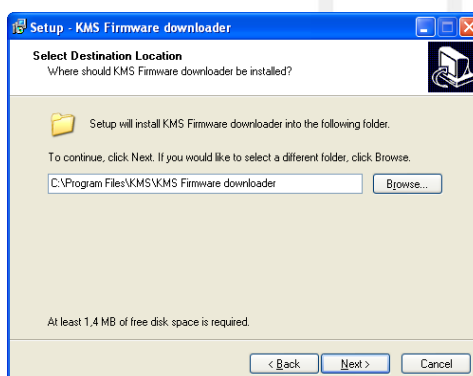 Setup - KMS Firmware downloader
Select Destination Location
Where should KMS Firmware downloader be installed?
Setup will install KMS Firmware downloader into the following folder.
To continue, click Next. If you would like to select a different folder, click Browse.
C:\Program Files\KMS\KMS Firmware downloader
Browse...
At least 1,4 MB of free disk space is required.
< Back
Next >
Cancel